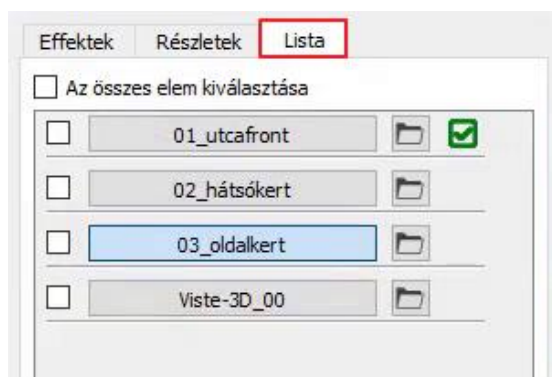 Effektek Részletek Lista
Az összes elem kiválasztása
01_utcafront
02_hátsókert
03_oldalkert
Viste-3D_00